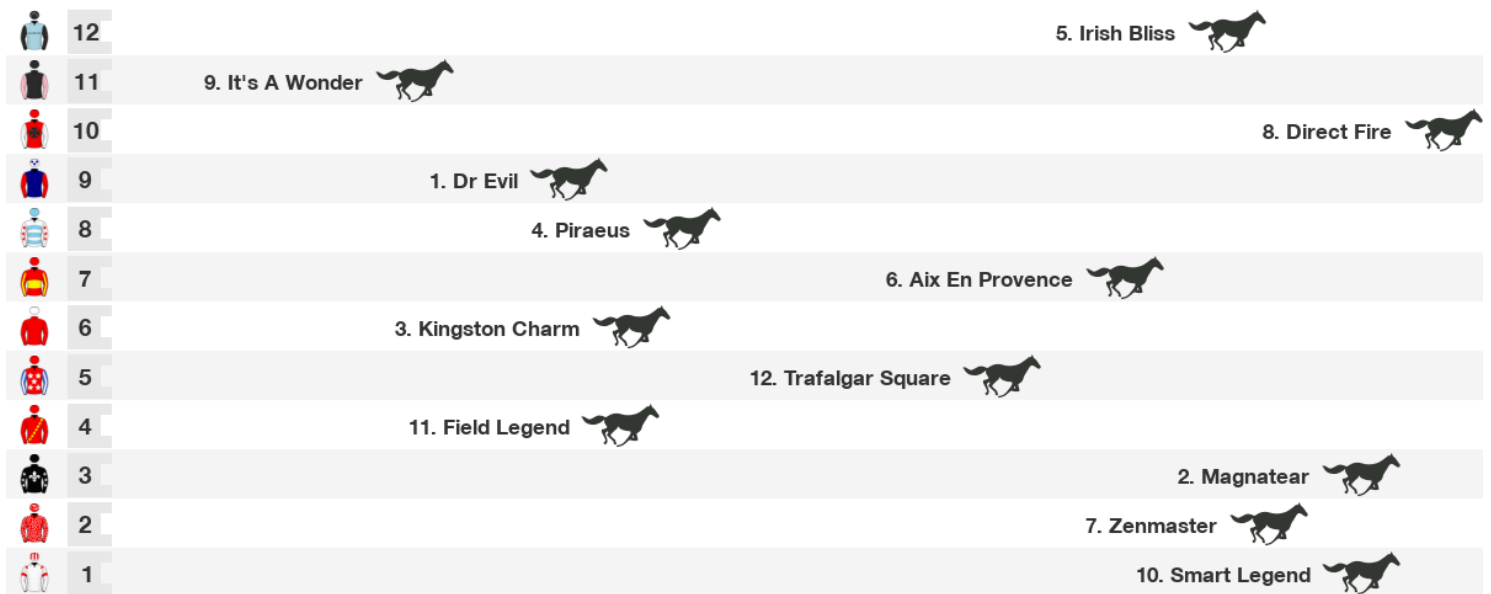 12 5. Irish Bliss
11 9. It's A Wonder
10 8. Direct Fire
9 1. Dr Evil
8 4. Piraeus
7 6. Aix En Provence
6 3. Kingston Charm
5 12. Trafalgar Square
4 11. Field Legend
3 2. Magnatear
2 7. Zenmaster
1 10. Smart Legend